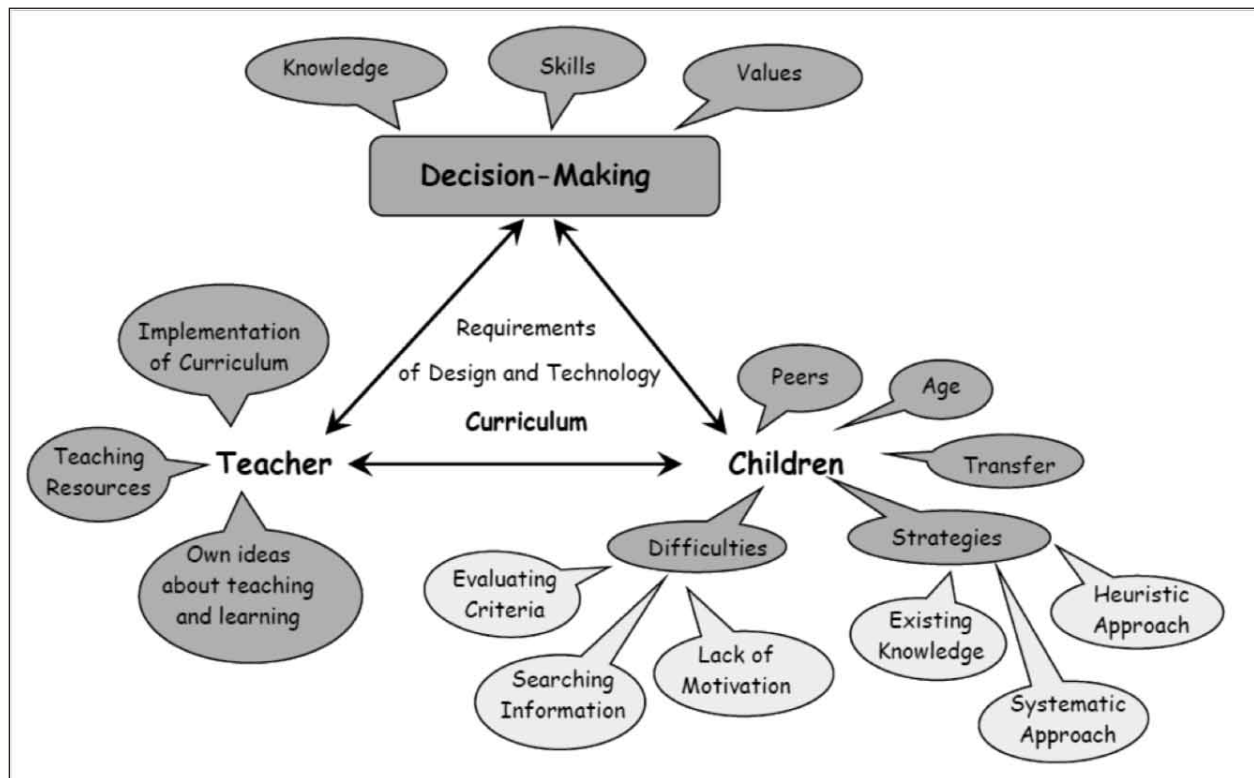 Knowledge
Skills
Values
Decision-Making
Requirements
of Design and Technology
Curriculum
Implementation
of Curriculum
Teaching
Resources
Teacher
Own ideas
about teaching
and learning
Peers
Age
Children
Transfer
Difficulties
Strategies
Evaluating
Criteria
Searching
Information
Lack of
Motivation
Existing
Knowledge
Systematic
Approach
Heuristic
Approach